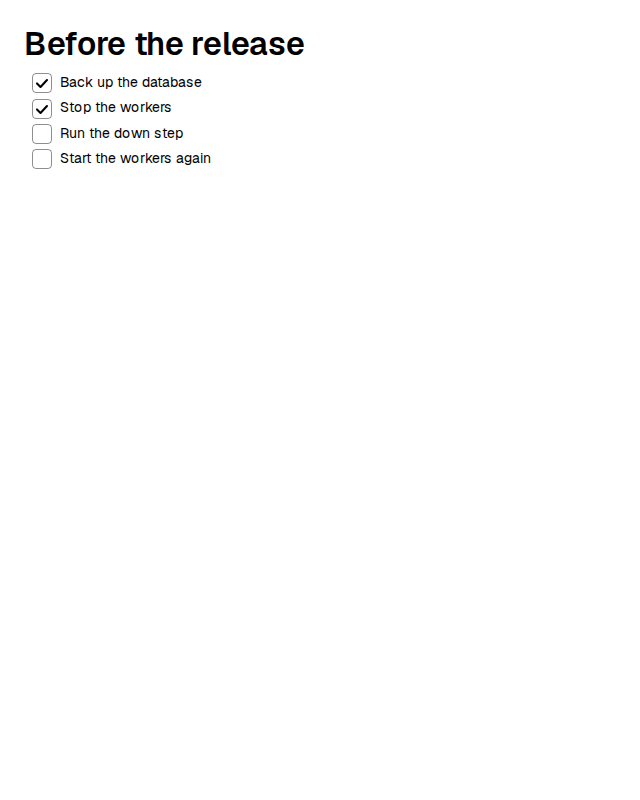 Before the release
Back up the database
Stop the workers
Run the down step
Start the workers again